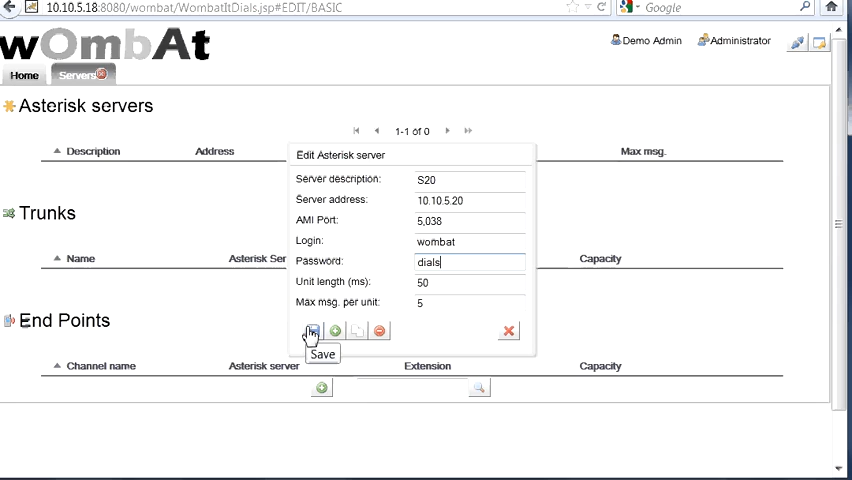 10.10.5.18:8080/wombat/WombatItDials.jsp#EDIT/BASIC
Google
wOmbAt
Demo Admin
Administrator
Home
Servers
Asterisk servers
1-1 of 0
Description
Address
Max msg.
Edit Asterisk server
Server description:
S20
Server address:
10.10.5.20
AMI Port:
5,038
Login:
wombat
Password:
dials
Unit length (ms):
50
Max msg. per unit:
5
Save
Trunks
Name
Asterisk Ser
Capacity
End Points
Channel name
Asterisk server
Extension
Capacity